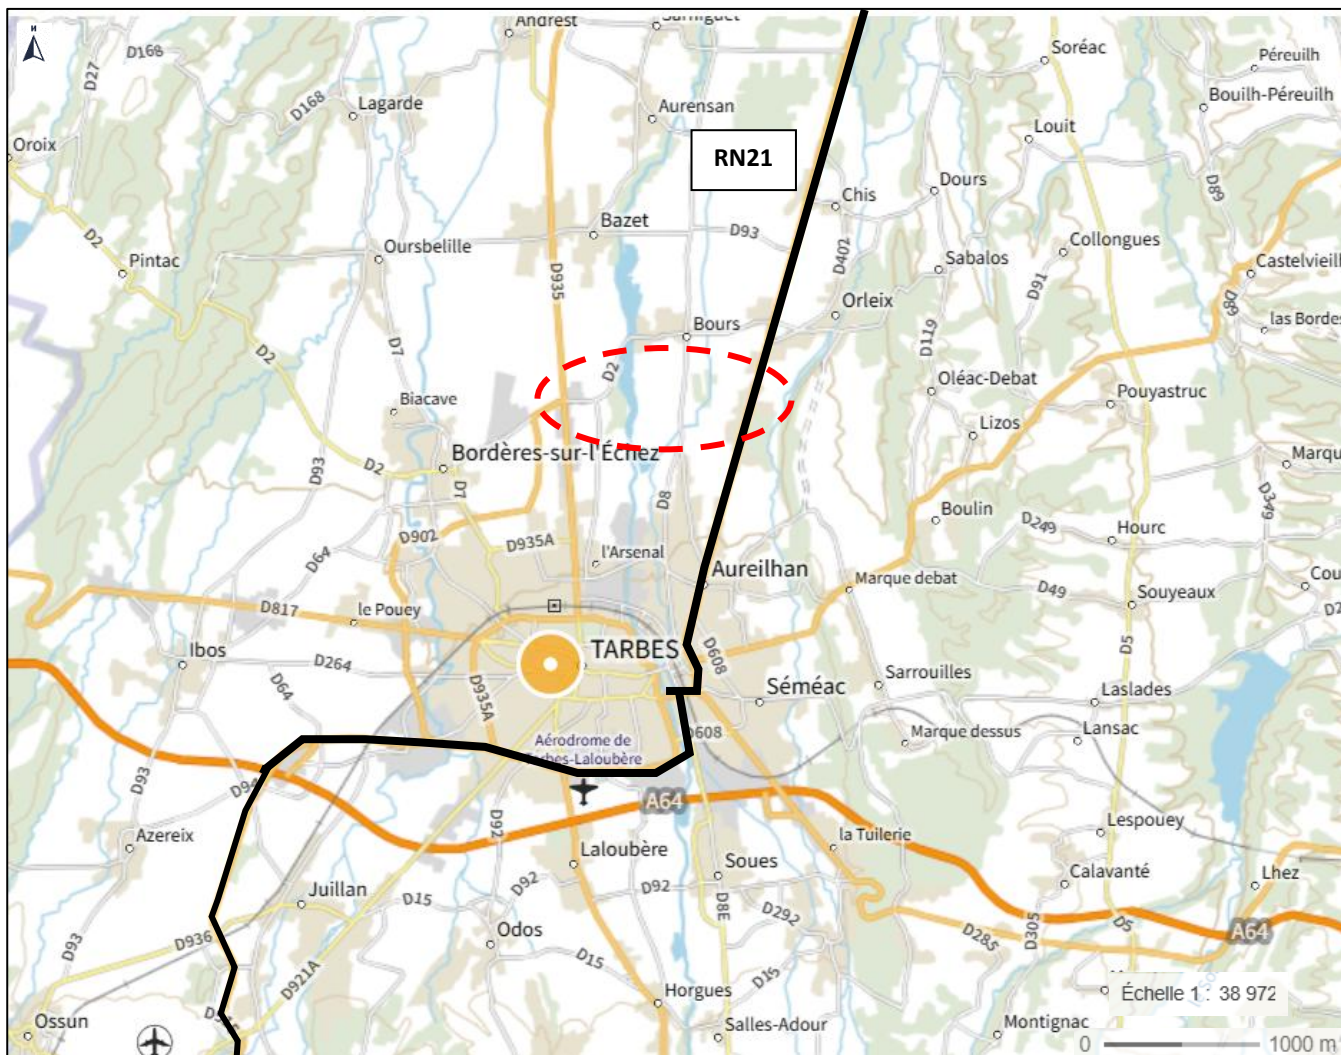 N
Andrest
Sarniguet
D168
D27
D168
Lagarde
Aurensan
Soréac
Péreuilh
Bouilh-Péreuilh
Louit
Oroix
RN21
Chis
Dours
D89
Bazet
D93
D402
D2
Oursbelille
Collongues
Pintac
Sabalos
Castelvieilh
D935
D91
Orleix
D89
las Bordes
Bours
D7
D119
D2
D2
Biacave
Oléac-Debat
Pouyastruc
Lizos
Bordères-sur-l'Échez
D2
D93
D7
D8
Marqu
D349
Boulin
D249
Hourc
D902
D935A
D64
l'Arsenal
Aureilhan
Marque debat
D49
Cou
Souyeaux
D817
le Pouey
TARBES
D608
D5
Ibos
D264
D64
D935A
Séméac
Sarrouilles
Laslades
Lansac
Marque dessus
D608
Aérodrome de
Tarbes-Laloubère
D93
A64
Azereix
D92
la Tuilerie
Lespouey
Laloubère
Soues
Calavanté
Lhez
Juillan
D15
D92
D92
D8E
D292
D305
D5
A64
D936
Odos
D285
D93
D921A
D15
D15
Horgues
Échelle 1 : 38 972
Ossun
Salles-Adour
Montignac
0
1000 m